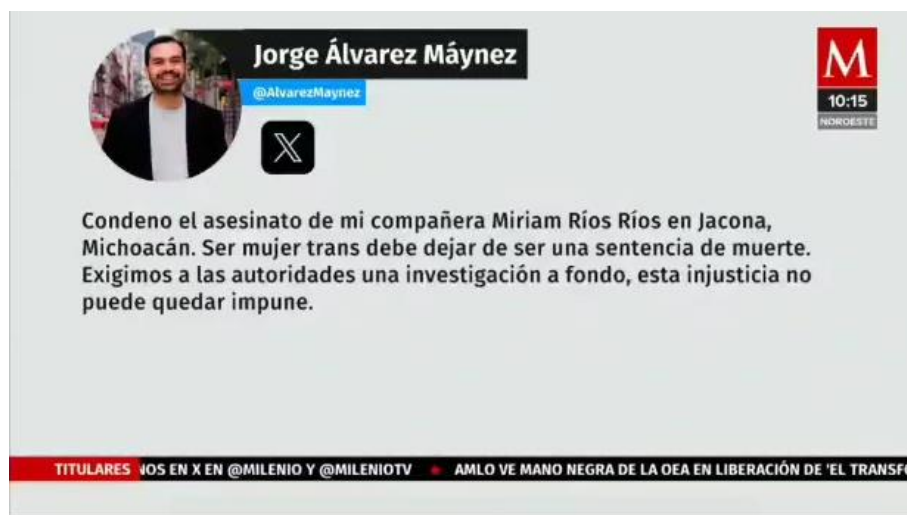 Jorge Álvarez Máynez
@AlvarezMaynez
X
M
10:15
NOROESTE
Condeno el asesinato de mi compañera Miriam Ríos Ríos en Jacona,
Michoacán. Ser mujer trans debe dejar de ser una sentencia de muerte.
Exigimos a las autoridades una investigación a fondo, esta injusticia no
puede quedar impune.
TITULARES NOS EN X EN @MILENIO Y @MILENIOTV AMLO VE MANO NEGRA DE LA OEA EN LIBERACIÓN DE 'EL TRANSF